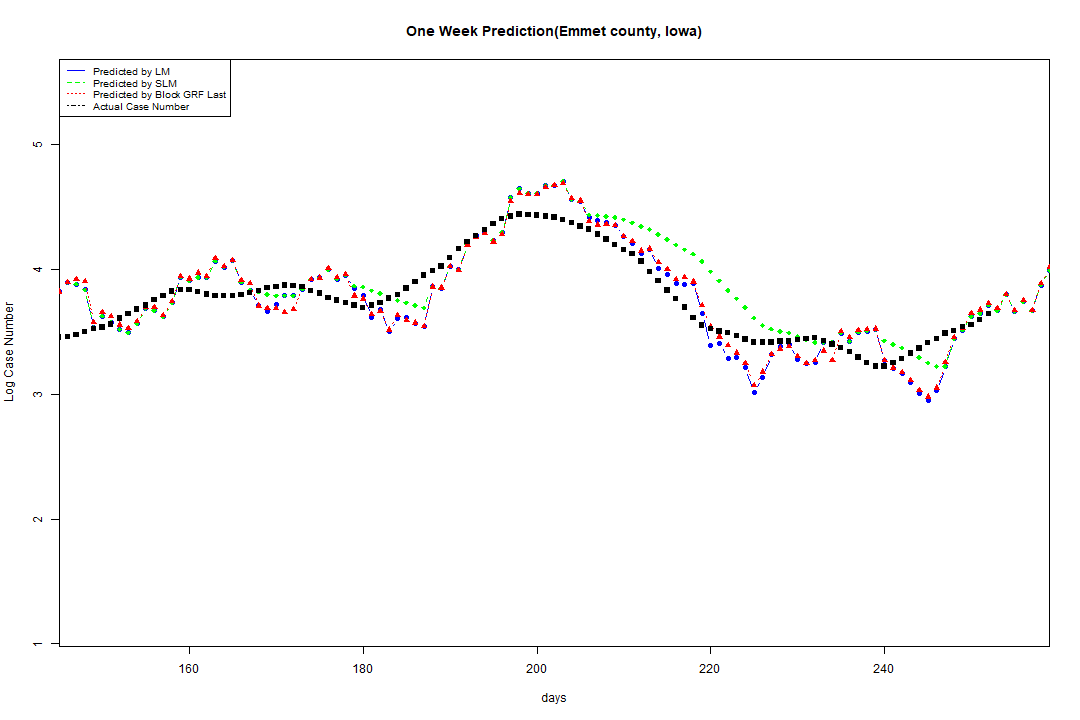 One Week Prediction(Emmet county, Iowa)
Predicted by LM
Predicted by SLM
Predicted by Block GRF Last
Actual Case Number
5
4
3
2
1
Log Case Number
160 180 200 220 240
days